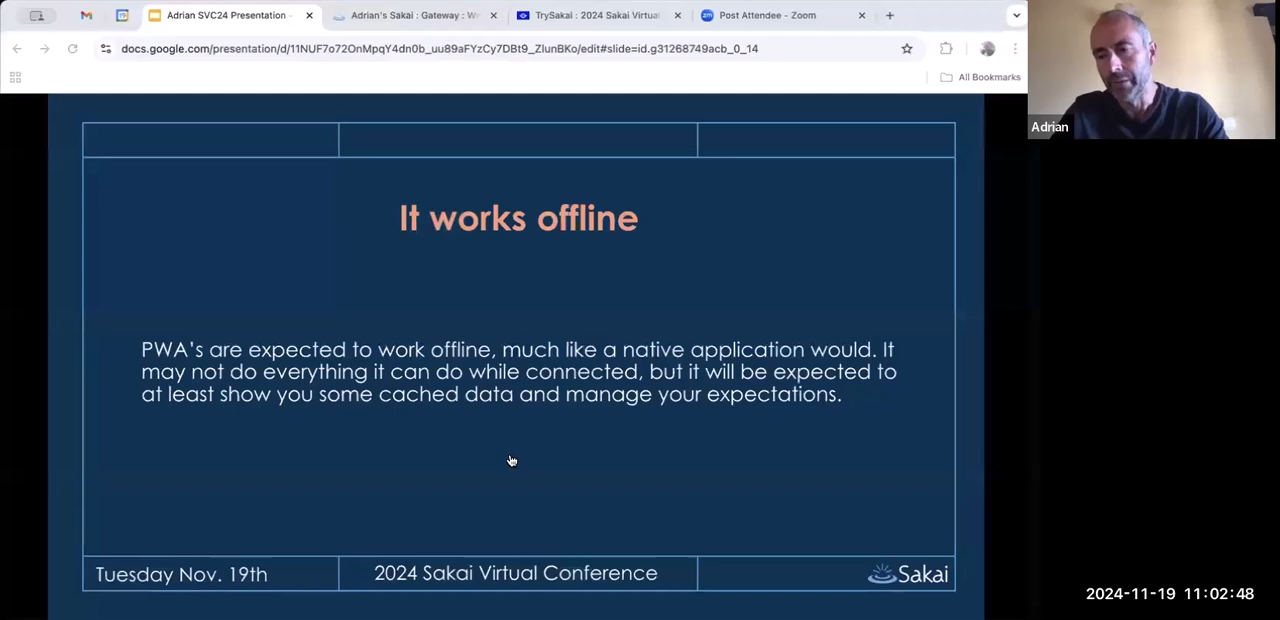 Adrian SVC24 Presentation -
Adrian's Sakai : Gateway : W
TrySakai : 2024 Sakai Virtua
Post Attendee - Zoom
docs.google.com/presentation/d/11NUF7o72OnMpqY4dn0b_uu89aFYzCy7DBt9_ZlunBKo/edit#slide=id.g31268749acb_0_14
All Bookmarks
Adrian
It works offline
PWA's are expected to work offline, much like a native application would. It
may not do everything it can do while connected, but it will be expected to
at least show you some cached data and manage your expectations.
Tuesday Nov. 19th
2024 Sakai Virtual Conference
Sakai
2024-11-19 11:02:48